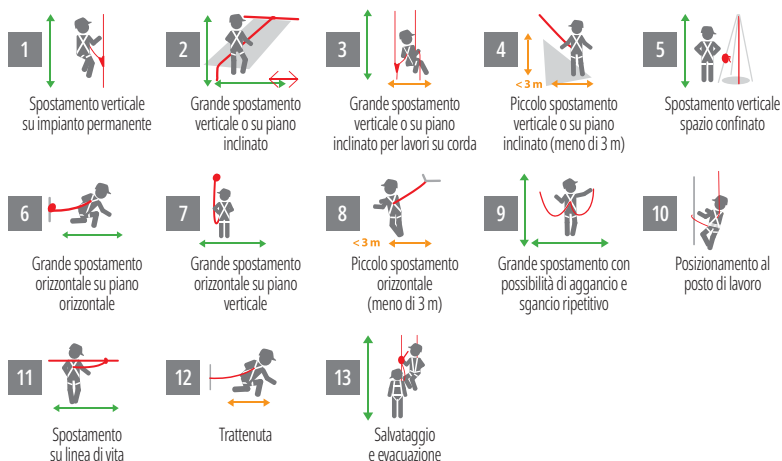 1
Spostamento verticale
su impianto permanente
2
Grande spostamento
verticale o su piano
inclinato
3
Grande spostamento
verticale o su piano
inclinato per lavori su corda
4
< 3 m
Piccolo spostamento
verticale o su piano
inclinato (meno di 3 m)
5
Spostamento verticale
spazio confinato
6
Grande spostamento
orizzontale su piano
orizzontale
7
Grande spostamento
orizzontale su piano
verticale
8
< 3 m
Piccolo spostamento
orizzontale
(meno di 3 m)
9
Grande spostamento con
possibilità di aggancio e
sgancio ripetitivo
10
Posizionamento al
posto di lavoro
11
Spostamento
su linea di vita
12
Trattenuta
13
Salvataggio
e evacuazione